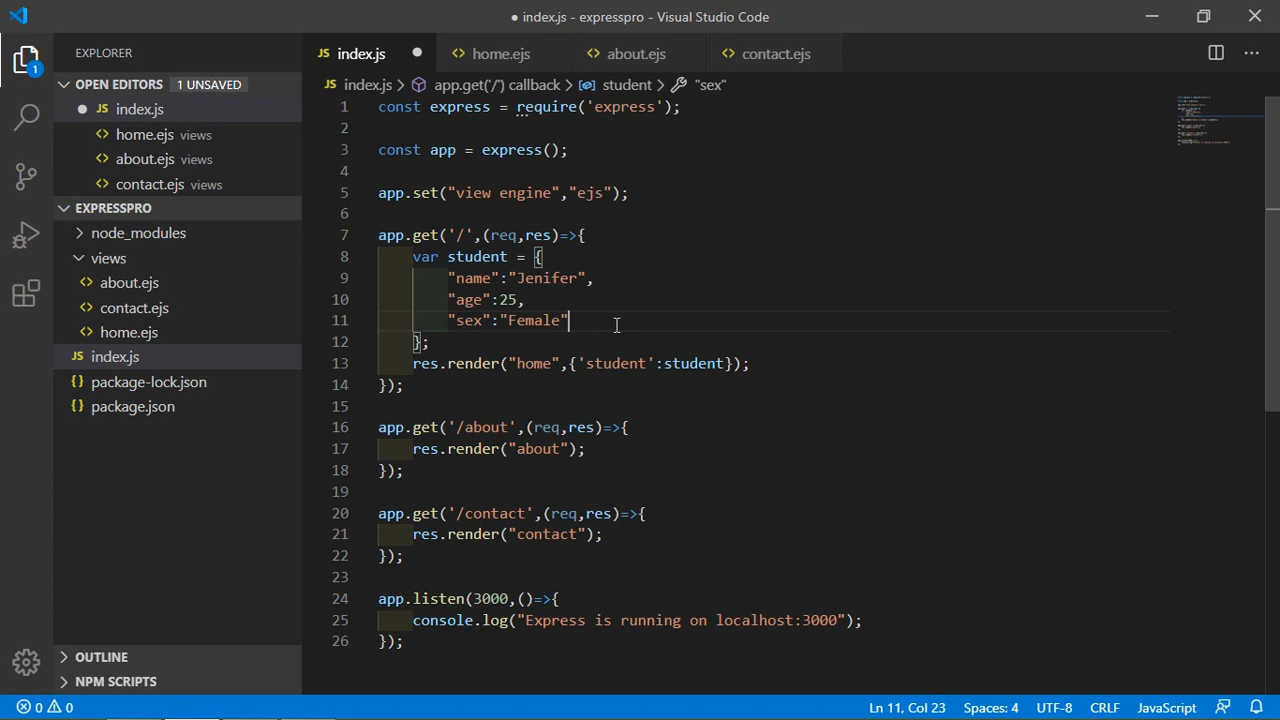 ● index.js - expresspro - Visual Studio Code
EXPLORER
JS index.js ●
<> home.ejs
<> about.ejs
<> contact.ejs
1
OPEN EDITORS 1 UNSAVED
● JS index.js
<> home.ejs views
<> about.ejs views
<> contact.ejs views
EXPRESSPRO
> node_modules
views
<> about.ejs
<> contact.ejs
<> home.ejs
JS index.js
{} package-lock.json
{} package.json
OUTLINE
NPM SCRIPTS
JS index.js > app.get('/') callback > student > "sex"
1 const express = require('express');
2
3 const app = express();
4
5 app.set("view engine","ejs");
6
7 app.get('/',(req,res)=>{
8     var student = {
9         "name":"Jenifer",
10         "age":25,
11         "sex":"Female"
12     };
13     res.render("home",{'student':student});
14 });
15
16 app.get('/about',(req,res)=>{
17     res.render("about");
18 });
19
20 app.get('/contact',(req,res)=>{
21     res.render("contact");
22 });
23
24 app.listen(3000,()=>{
25     console.log("Express is running on localhost:3000");
26 });
0 0 Ln 11, Col 23 Spaces: 4 UTF-8 CRLF JavaScript